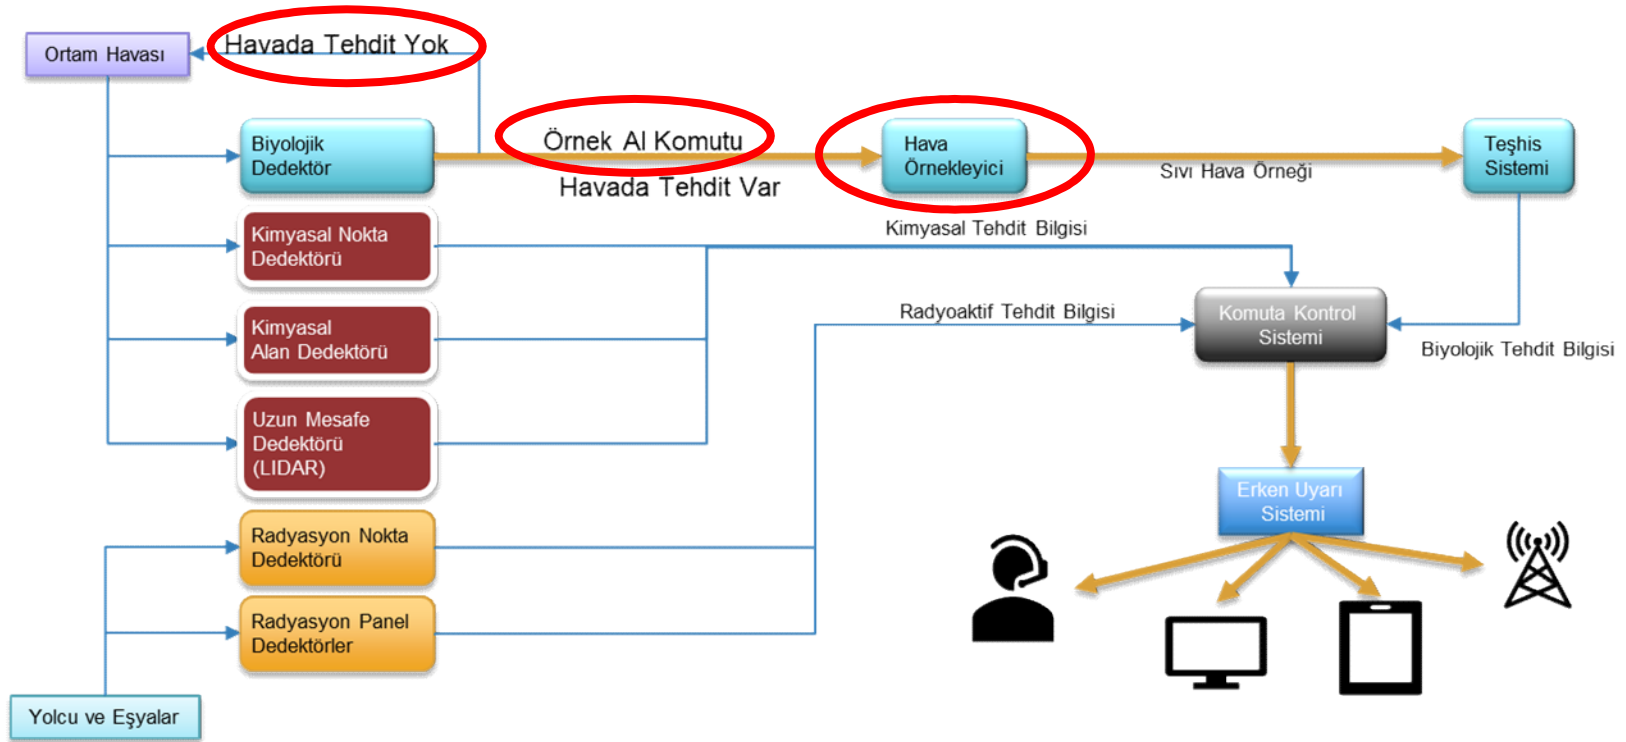 Havada Tehdit Yok
Ortam Havası
Biyolojik
Dedektör
Örnek Al Komutu
Havada Tehdit Var
Hava
Örnekleyici
Sıvı Hava Örneği
Teşhis
Sistemi
Kimyasal Nokta
Dedektörü
Kimyasal Tehdit Bilgisi
Kimyasal
Alan Dedektörü
Radyoaktif Tehdit Bilgisi
Komuta Kontrol
Sistemi
Biyolojik Tehdit Bilgisi
Uzun Mesafe
Dedektörü
(LIDAR)
Erken Uyarı
Sistemi
Radyasyon Nokta
Dedektörü
Radyasyon Panel
Dedektörler
Yolcu ve Eşyalar